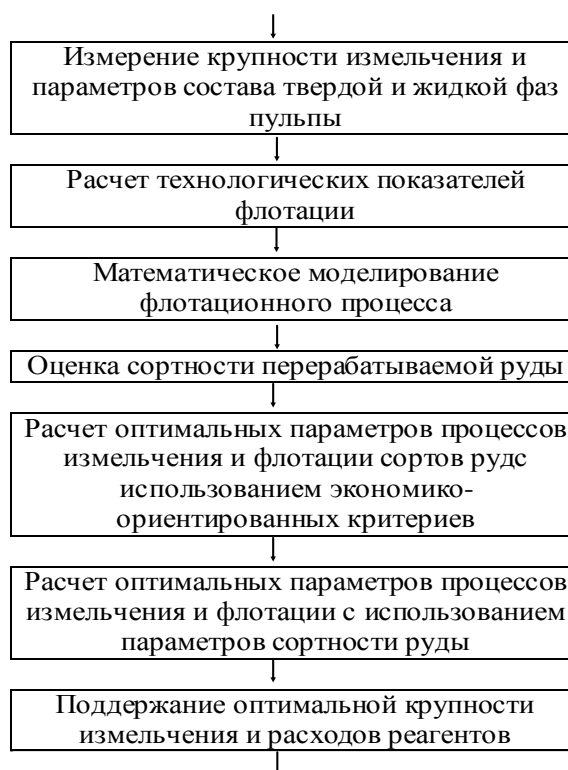 Измерение крупности измельчения и
параметров состава твердой и жидкой фаз
пульпы
Расчет технологических показателей
флотации
Математическое моделирование
флотационного процесса
Оценка сортности перерабатываемой руды
Расчет оптимальных параметров процессов
измельчения и флотации сортов рудс
использованием экономико-
ориентированных критериев
Расчет оптимальных параметров процессов
измельчения и флотации с использованием
параметров сортности руды
Поддержание оптимальной крупности
измельчения и расходов реагентов